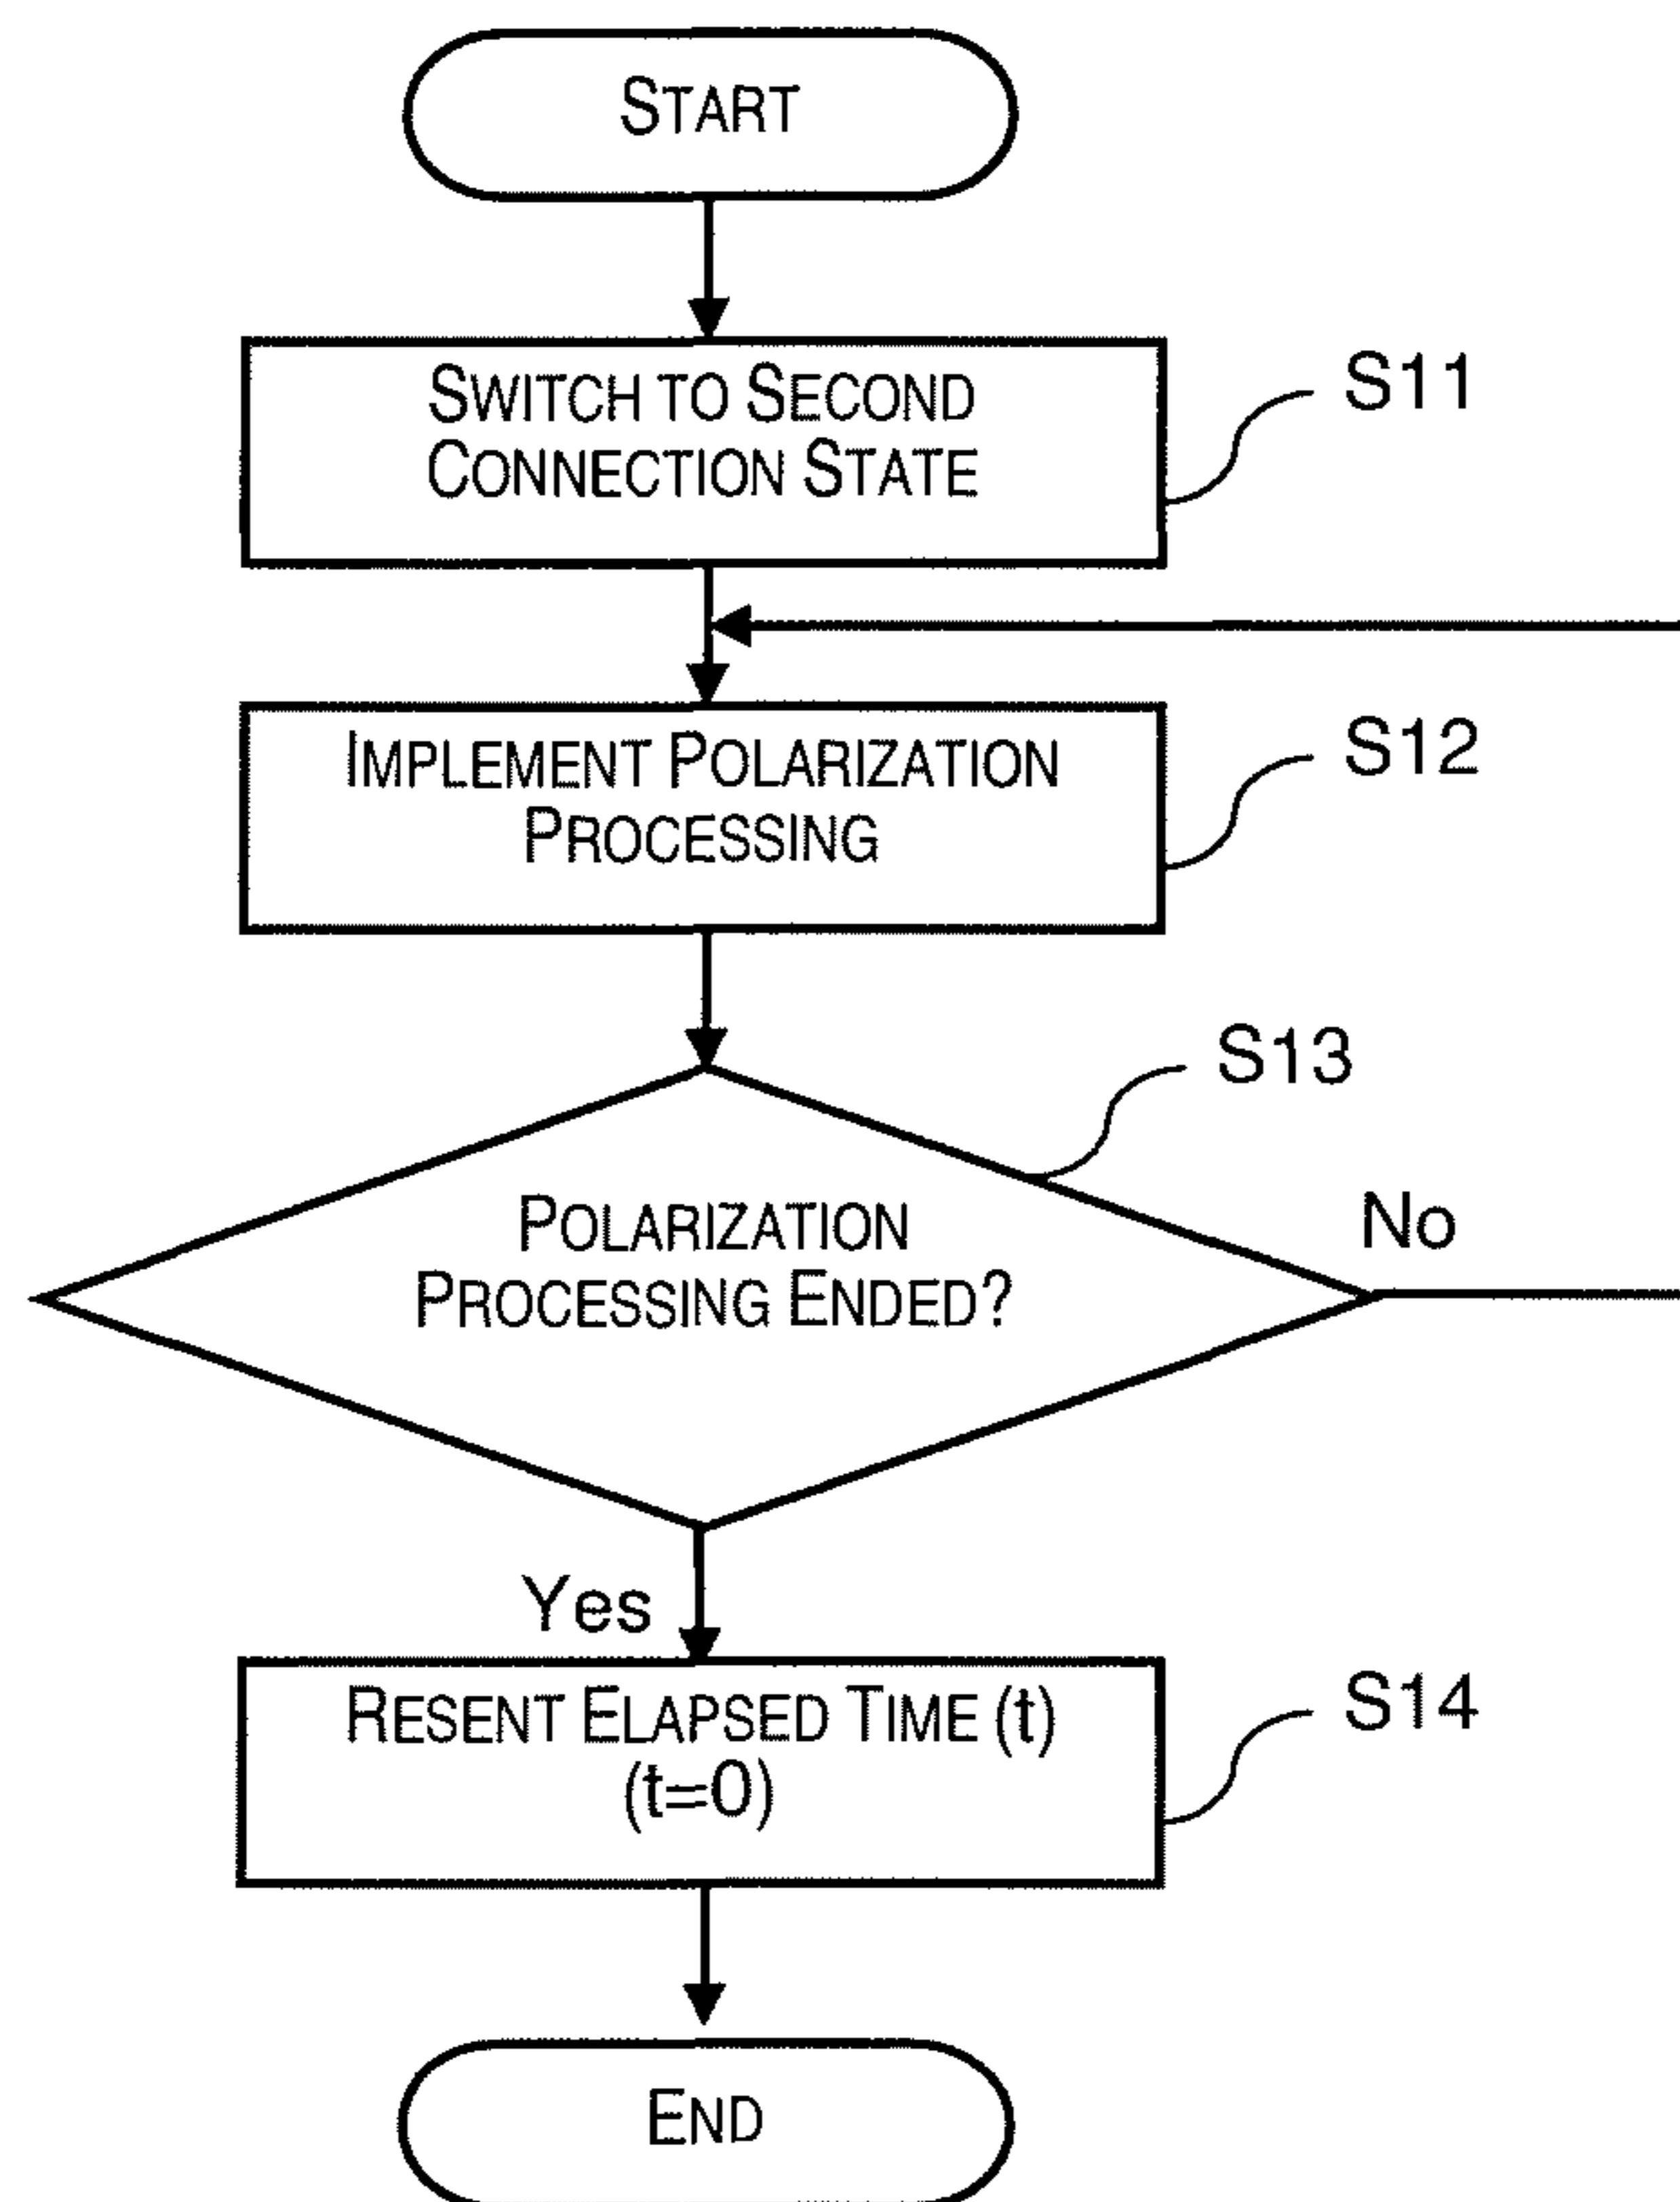 START
SWITCH TO SECOND
CONNECTION STATE
S11
IMPLEMENT POLARIZATION
PROCESSING
S12
S13
POLARIZATION
PROCESSING ENDED?
No
Yes
RESENT ELAPSED TIME (t)
(t=0)
S14
END